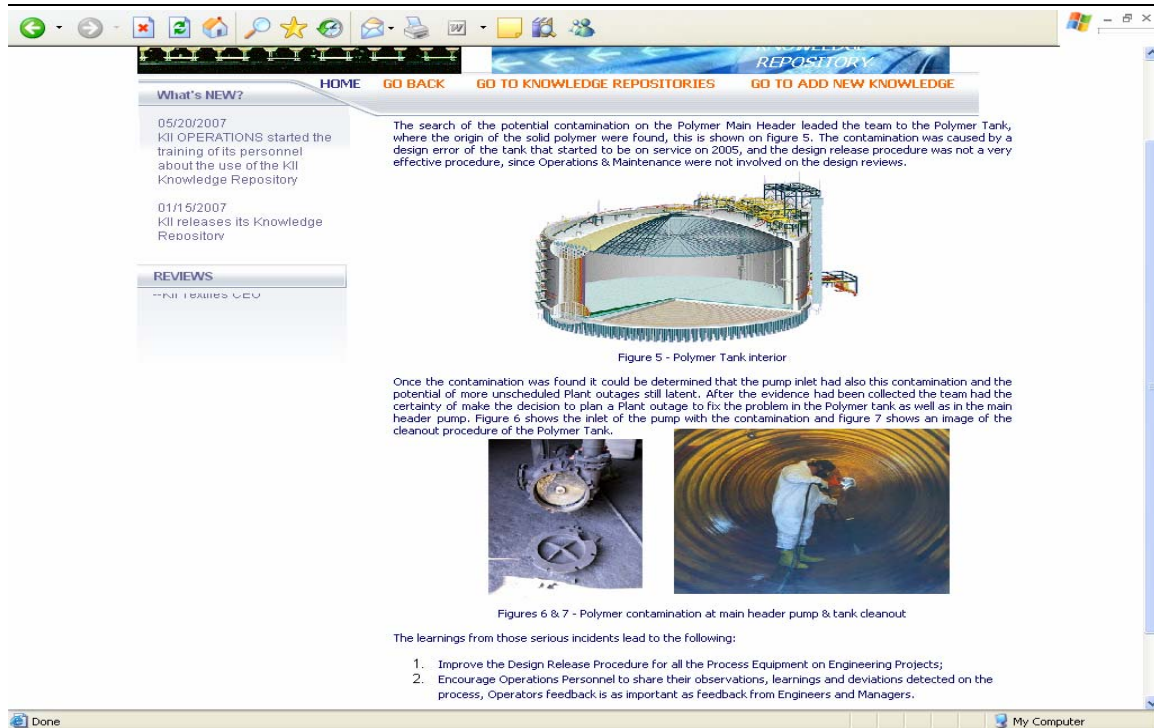 KNOWLEDGE
REPOSITORY
HOME GO BACK GO TO KNOWLEDGE REPOSITORIES GO TO ADD NEW KNOWLEDGE
What's NEW?
05/20/2007
KII OPERATIONS started the
training of its personnel
about the use of the KII
Knowledge Repository
01/15/2007
KII releases its Knowledge
Repository
REVIEWS
--KII Textiles CEO
The search of the potential contamination on the Polymer Main Header leaded the team to the Polymer Tank,
where the origin of the solid polymer were found, this is shown on figure 5. The contamination was caused by a
design error of the tank that started to be on service on 2005, and the design release procedure was not a very
effective procedure, since Operations & Maintenance were not involved on the design reviews.
Figure 5 - Polymer Tank interior
Once the contamination was found it could be determined that the pump inlet had also this contamination and the
potential of more unscheduled Plant outages still latent. After the evidence had been collected the team had the
certainty of make the decision to plan a Plant outage to fix the problem in the Polymer tank as well as in the main
header pump. Figure 6 shows the inlet of the pump with the contamination and figure 7 shows an image of the
cleanout procedure of the Polymer Tank.
Figures 6 & 7 - Polymer contamination at main header pump & tank cleanout
The learnings from those serious incidents lead to the following:
1. Improve the Design Release Procedure for all the Process Equipment on Engineering Projects;
2. Encourage Operations Personnel to share their observations, learnings and deviations detected on the
process, Operators feedback is as important as feedback from Engineers and Managers.
Done
My Computer